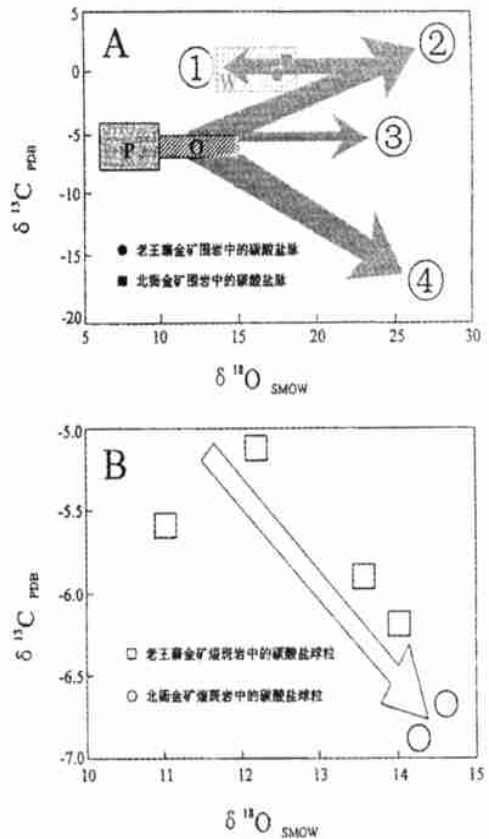 A
5
0
-5
-10
-15
-20
5 10 15 20 25 30
δ ¹³C PDB
δ ¹⁸O SMOW
① ② ③ ④
W
P O
● 老王寨金矿围岩中的碳酸盐脉
■ 北衙金矿围岩中的碳酸盐脉
B
-5.0
-5.5
-6.0
-6.5
-7.0
10 11 12 13 14 15
δ ¹³C PDB
δ ¹⁸O SMOW
□ 老王寨金矿煌斑岩中的碳酸盐球粒
○ 北衙金矿煌斑岩中的碳酸盐球粒